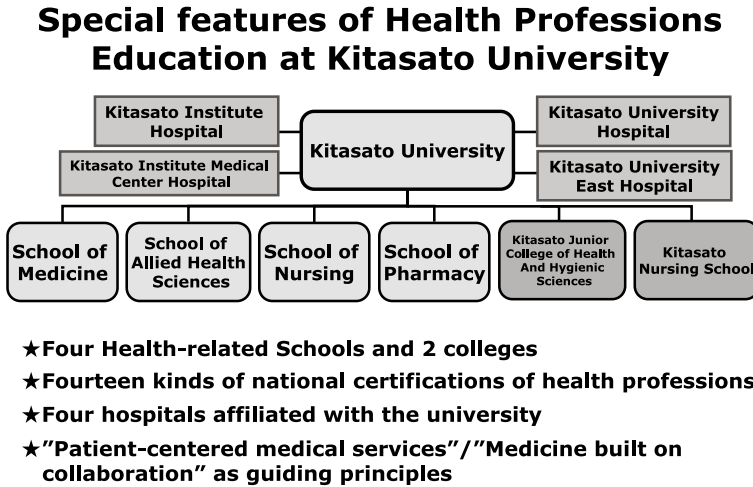 Special features of Health Professions
Education at Kitasato University
Kitasato Institute
Hospital
Kitasato University
Kitasato University
Hospital
Kitasato Institute Medical
Center Hospital
Kitasato University
East Hospital
School of
Medicine
School of
Allied Health
Sciences
School of
Nursing
School of
Pharmacy
Kitasato Junior
College of Health
And Hygienic
Sciences
Kitasato
Nursing School
★Four Health-related Schools and 2 colleges
★Fourteen kinds of national certifications of health professions
★Four hospitals affiliated with the university
★”Patient-centered medical services”/”Medicine built on
collaboration” as guiding principles